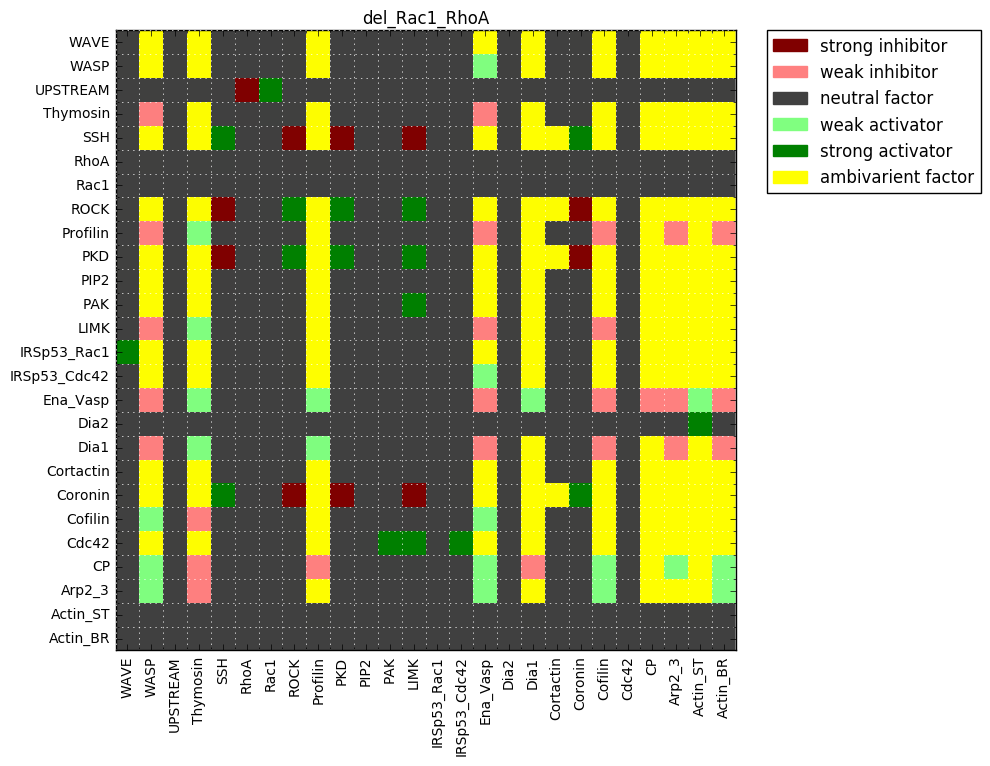 del_Rac1_RhoA
strong inhibitor
weak inhibitor
neutral factor
weak activator
strong activator
ambivarient factor
WAVE
WASP
UPSTREAM
Thymosin
SSH
RhoA
Rac1
ROCK
Profilin
PKD
PIP2
PAK
LIMK
IRSp53_Rac1
IRSp53_Cdc42
Ena_Vasp
Dia2
Dia1
Cortactin
Coronin
Cofilin
Cdc42
CP
Arp2_3
Actin_ST
Actin_BR
WAVE
WASP
UPSTREAM
Thymosin
SSH
RhoA
Rac1
ROCK
Profilin
PKD
PIP2
PAK
LIMK
IRSp53_Rac1
IRSp53_Cdc42
Ena_Vasp
Dia2
Dia1
Cortactin
Coronin
Cofilin
Cdc42
CP
Arp2_3
Actin_ST
Actin_BR